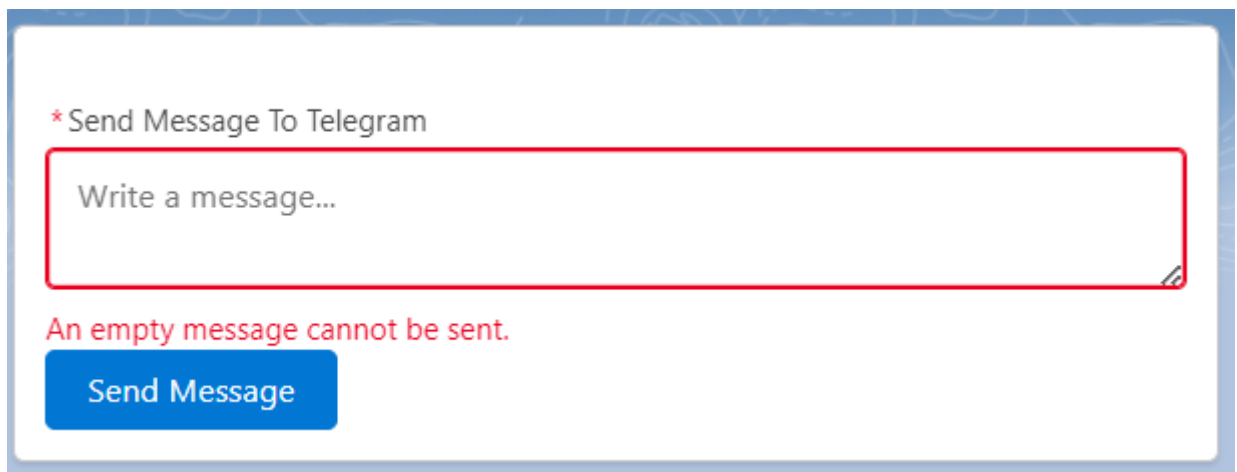 *Send Message To Telegram
Write a message...
An empty message cannot be sent.
Send Message